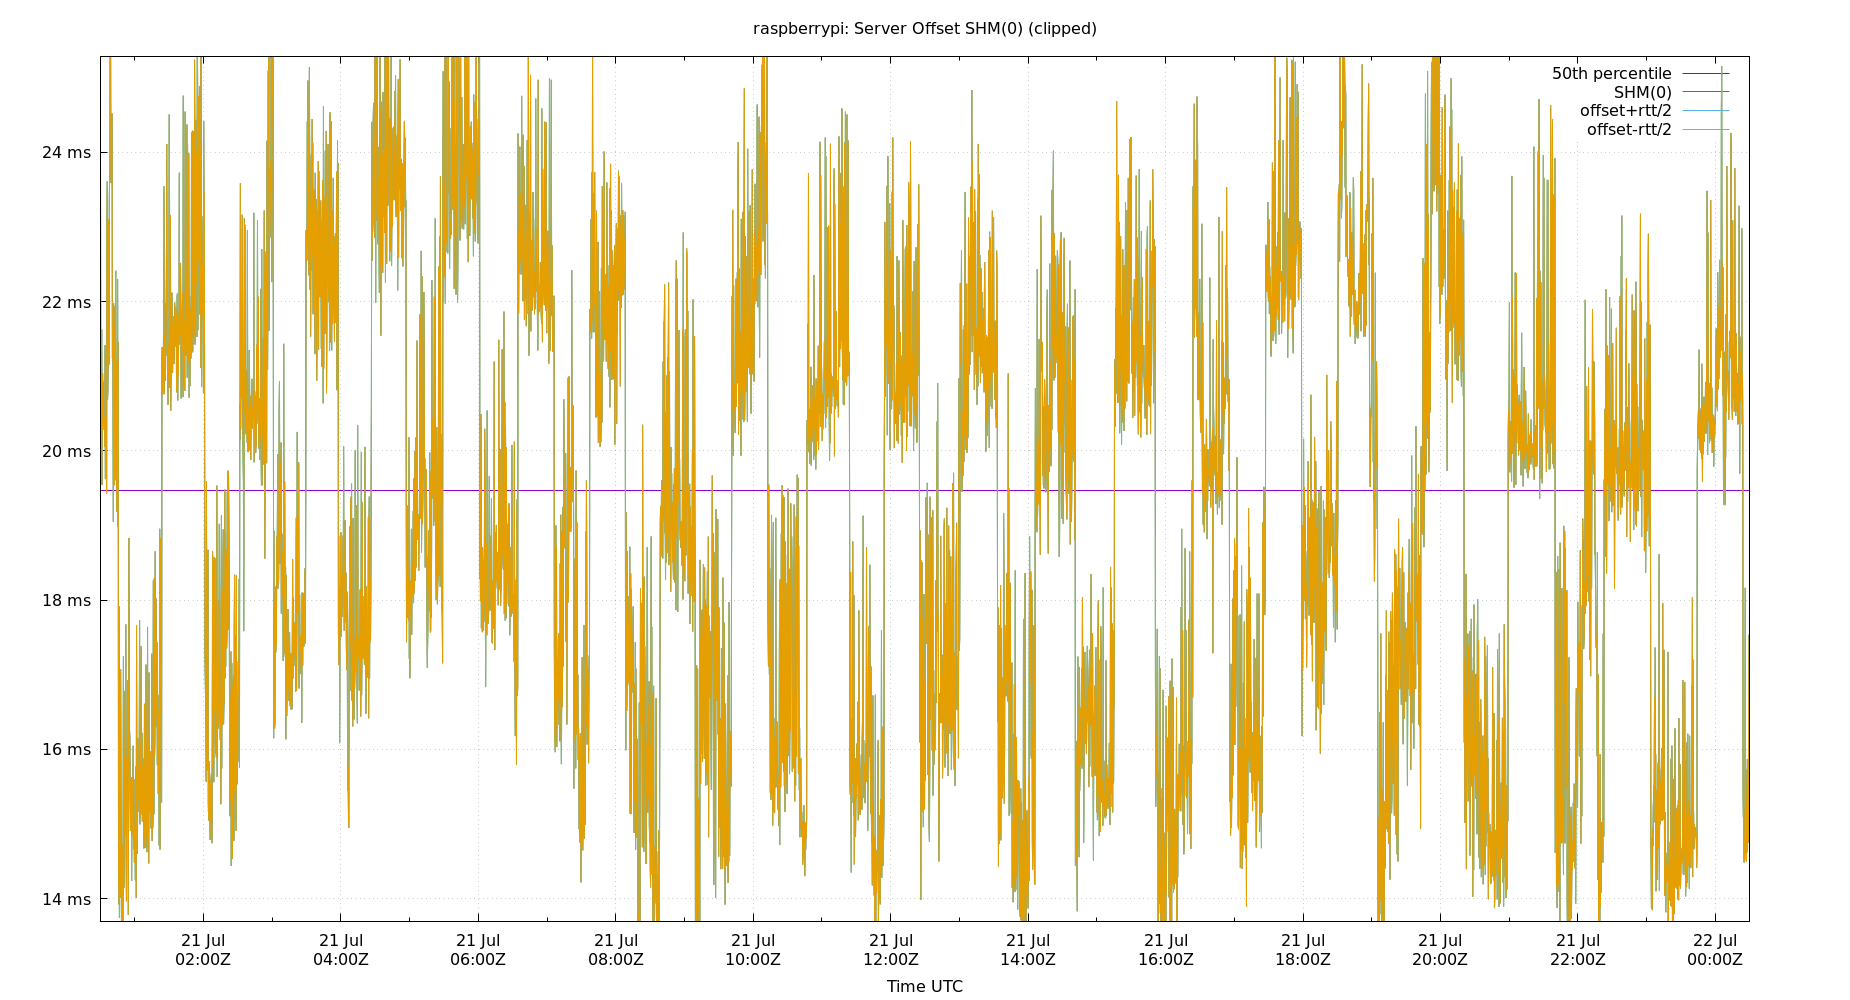 raspberrypi: Server Offset SHM(0) (clipped)
50th percentile
SHM(0)
offset+rtt/2
offset-rtt/2
24 ms
22 ms
20 ms
18 ms
16 ms
14 ms
21 Jul 21 Jul 21 Jul 21 Jul 21 Jul 21 Jul 21 Jul 21 Jul 21 Jul 21 Jul 21 Jul 22 Jul
02:00Z 04:00Z 06:00Z 08:00Z 10:00Z 12:00Z 14:00Z 16:00Z 18:00Z 20:00Z 22:00Z 00:00Z
Time UTC